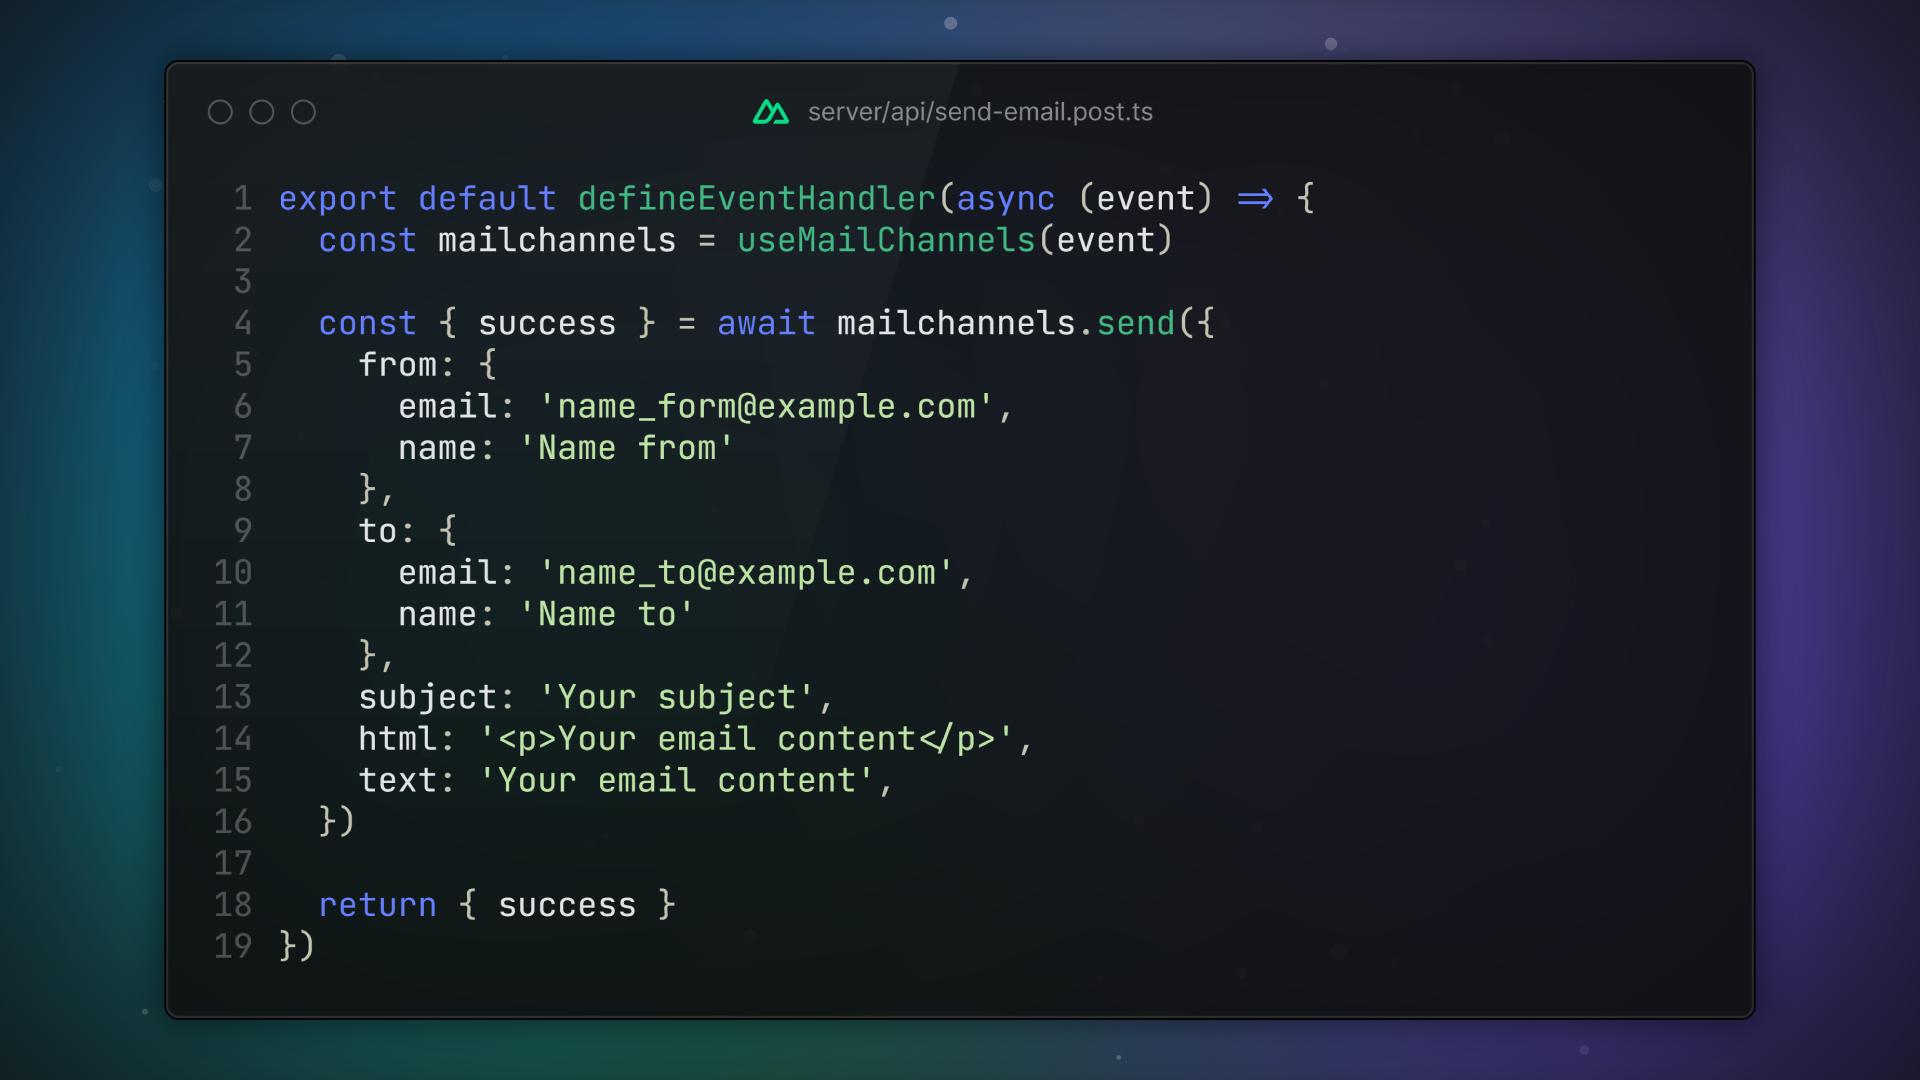 server/api/send-email.post.ts
1 export default defineEventHandler(async (event) => {
2   const mailchannels = useMailChannels(event)
3
4   const { success } = await mailchannels.send({
5     from: {
6       email: 'name_form@example.com',
7       name: 'Name from'
8     },
9     to: {
10       email: 'name_to@example.com',
11       name: 'Name to'
12     },
13     subject: 'Your subject',
14     html: '<p>Your email content</p>',
15     text: 'Your email content',
16   })
17
18   return { success }
19 })